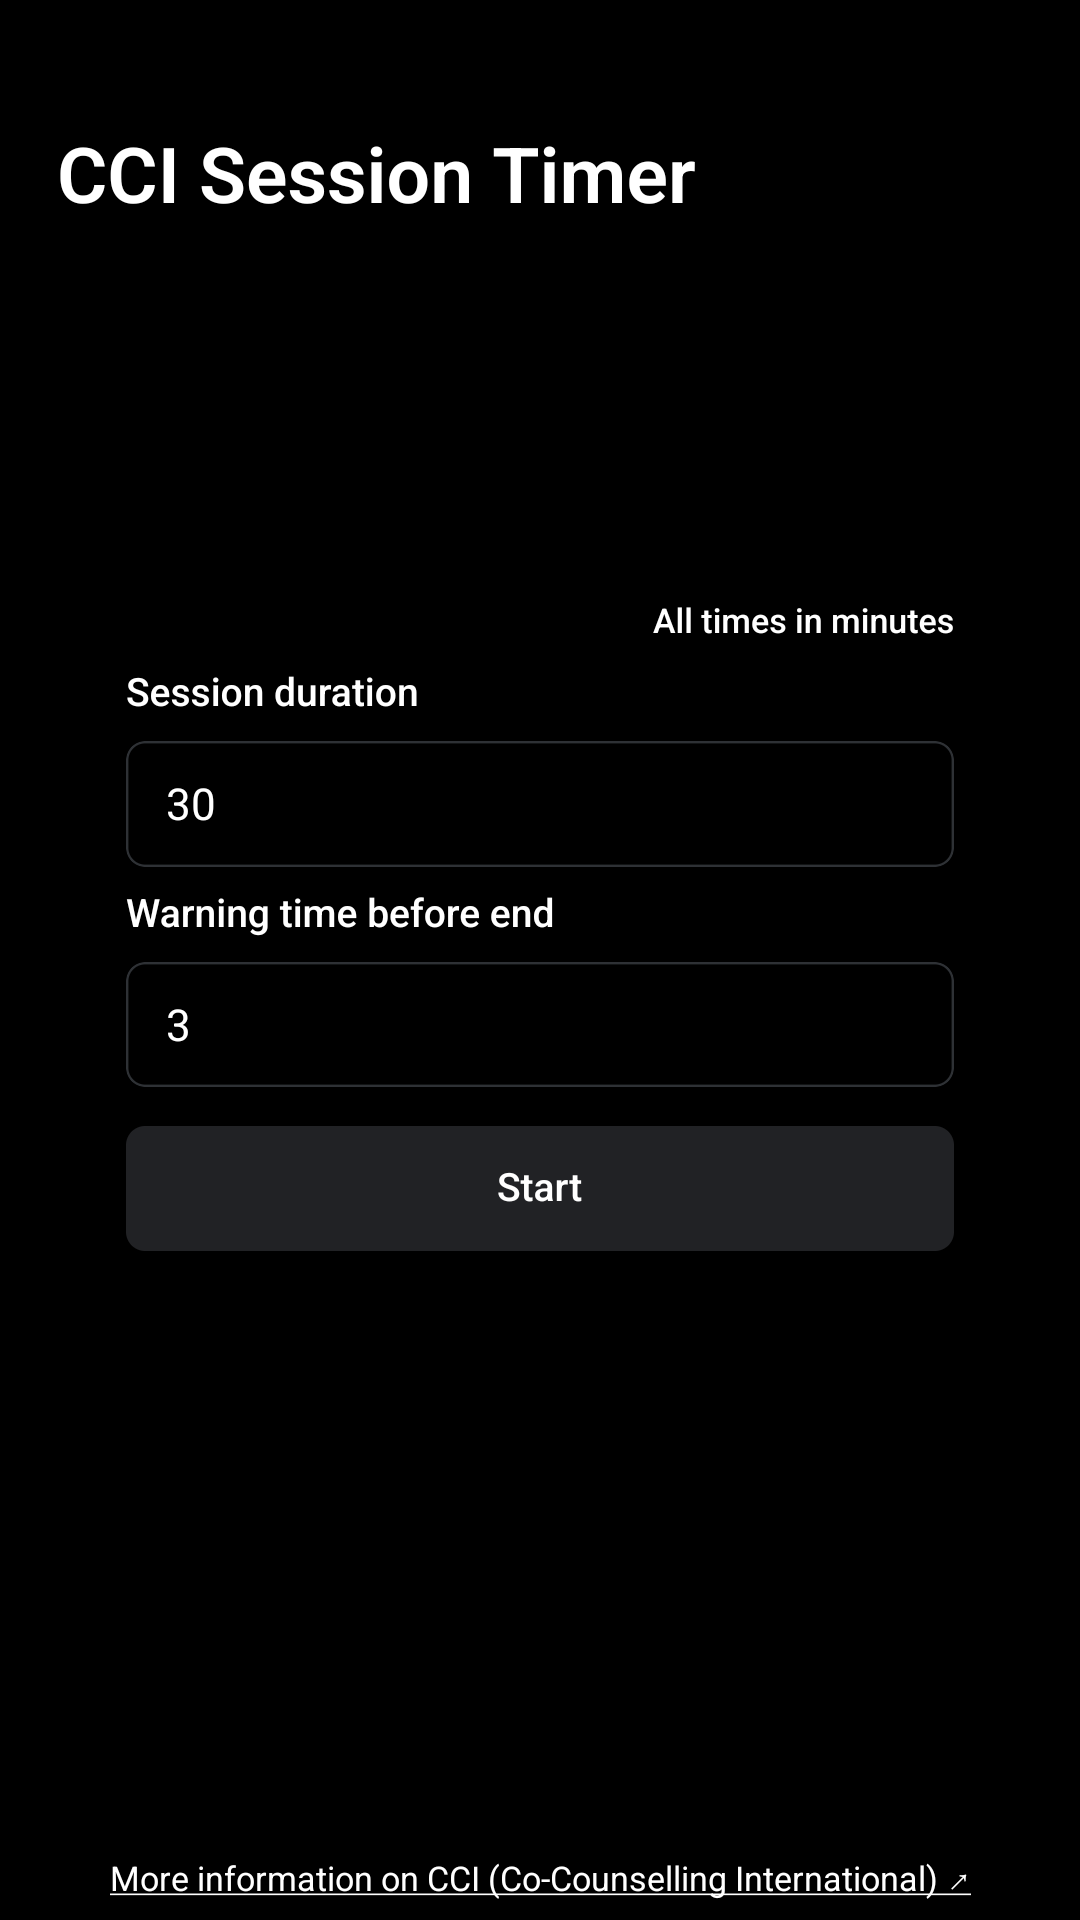 CCI Session Timer
All times in minutes
Session duration
30
Warning time before end
3
Start
More information on CCI (Co-Counselling International) ↗